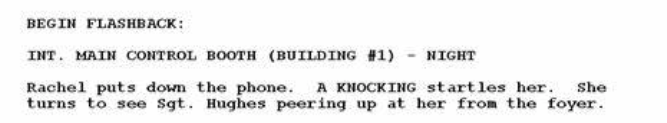 BEGIN FLASHBACK:
INT. MAIN CONTROL BOOTH (BUILDING #1) - NIGHT
Rachel puts down the phone.  A KNOCKING startles her.  She
turns to see Sgt. Hughes peering up at her from the foyer.